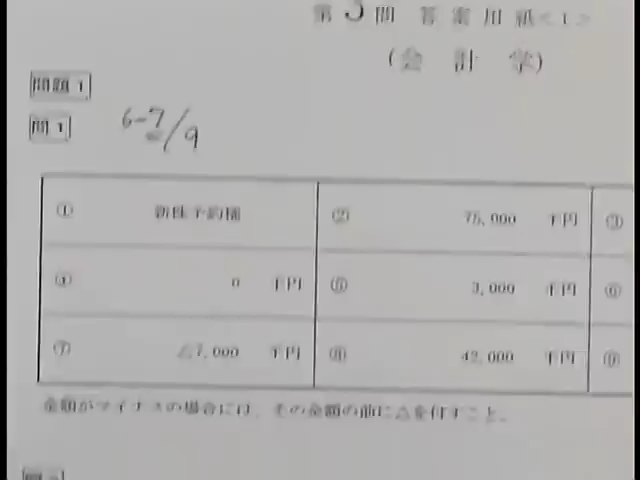 第5問 答案用紙<1>
(会計学)
問題1
問1 6-7/9
① 新株予約権 ② 75,000 千円 ③
④ 0 千円 ⑤ 3,000 千円 ⑥
⑦ 千円 ⑧ 42,000 千円 ⑨
金額がマイナスの場合には、その金額の前に△を付すこと。